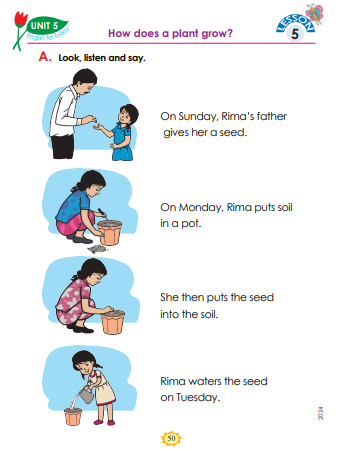 UNIT 5
English for Today
How does a plant grow?
LESSON
5
A. Look, listen and say.
On Sunday, Rima's father
gives her a seed.
On Monday, Rima puts soil
in a pot.
She then puts the seed
into the soil.
Rima waters the seed
on Tuesday.
2024
50